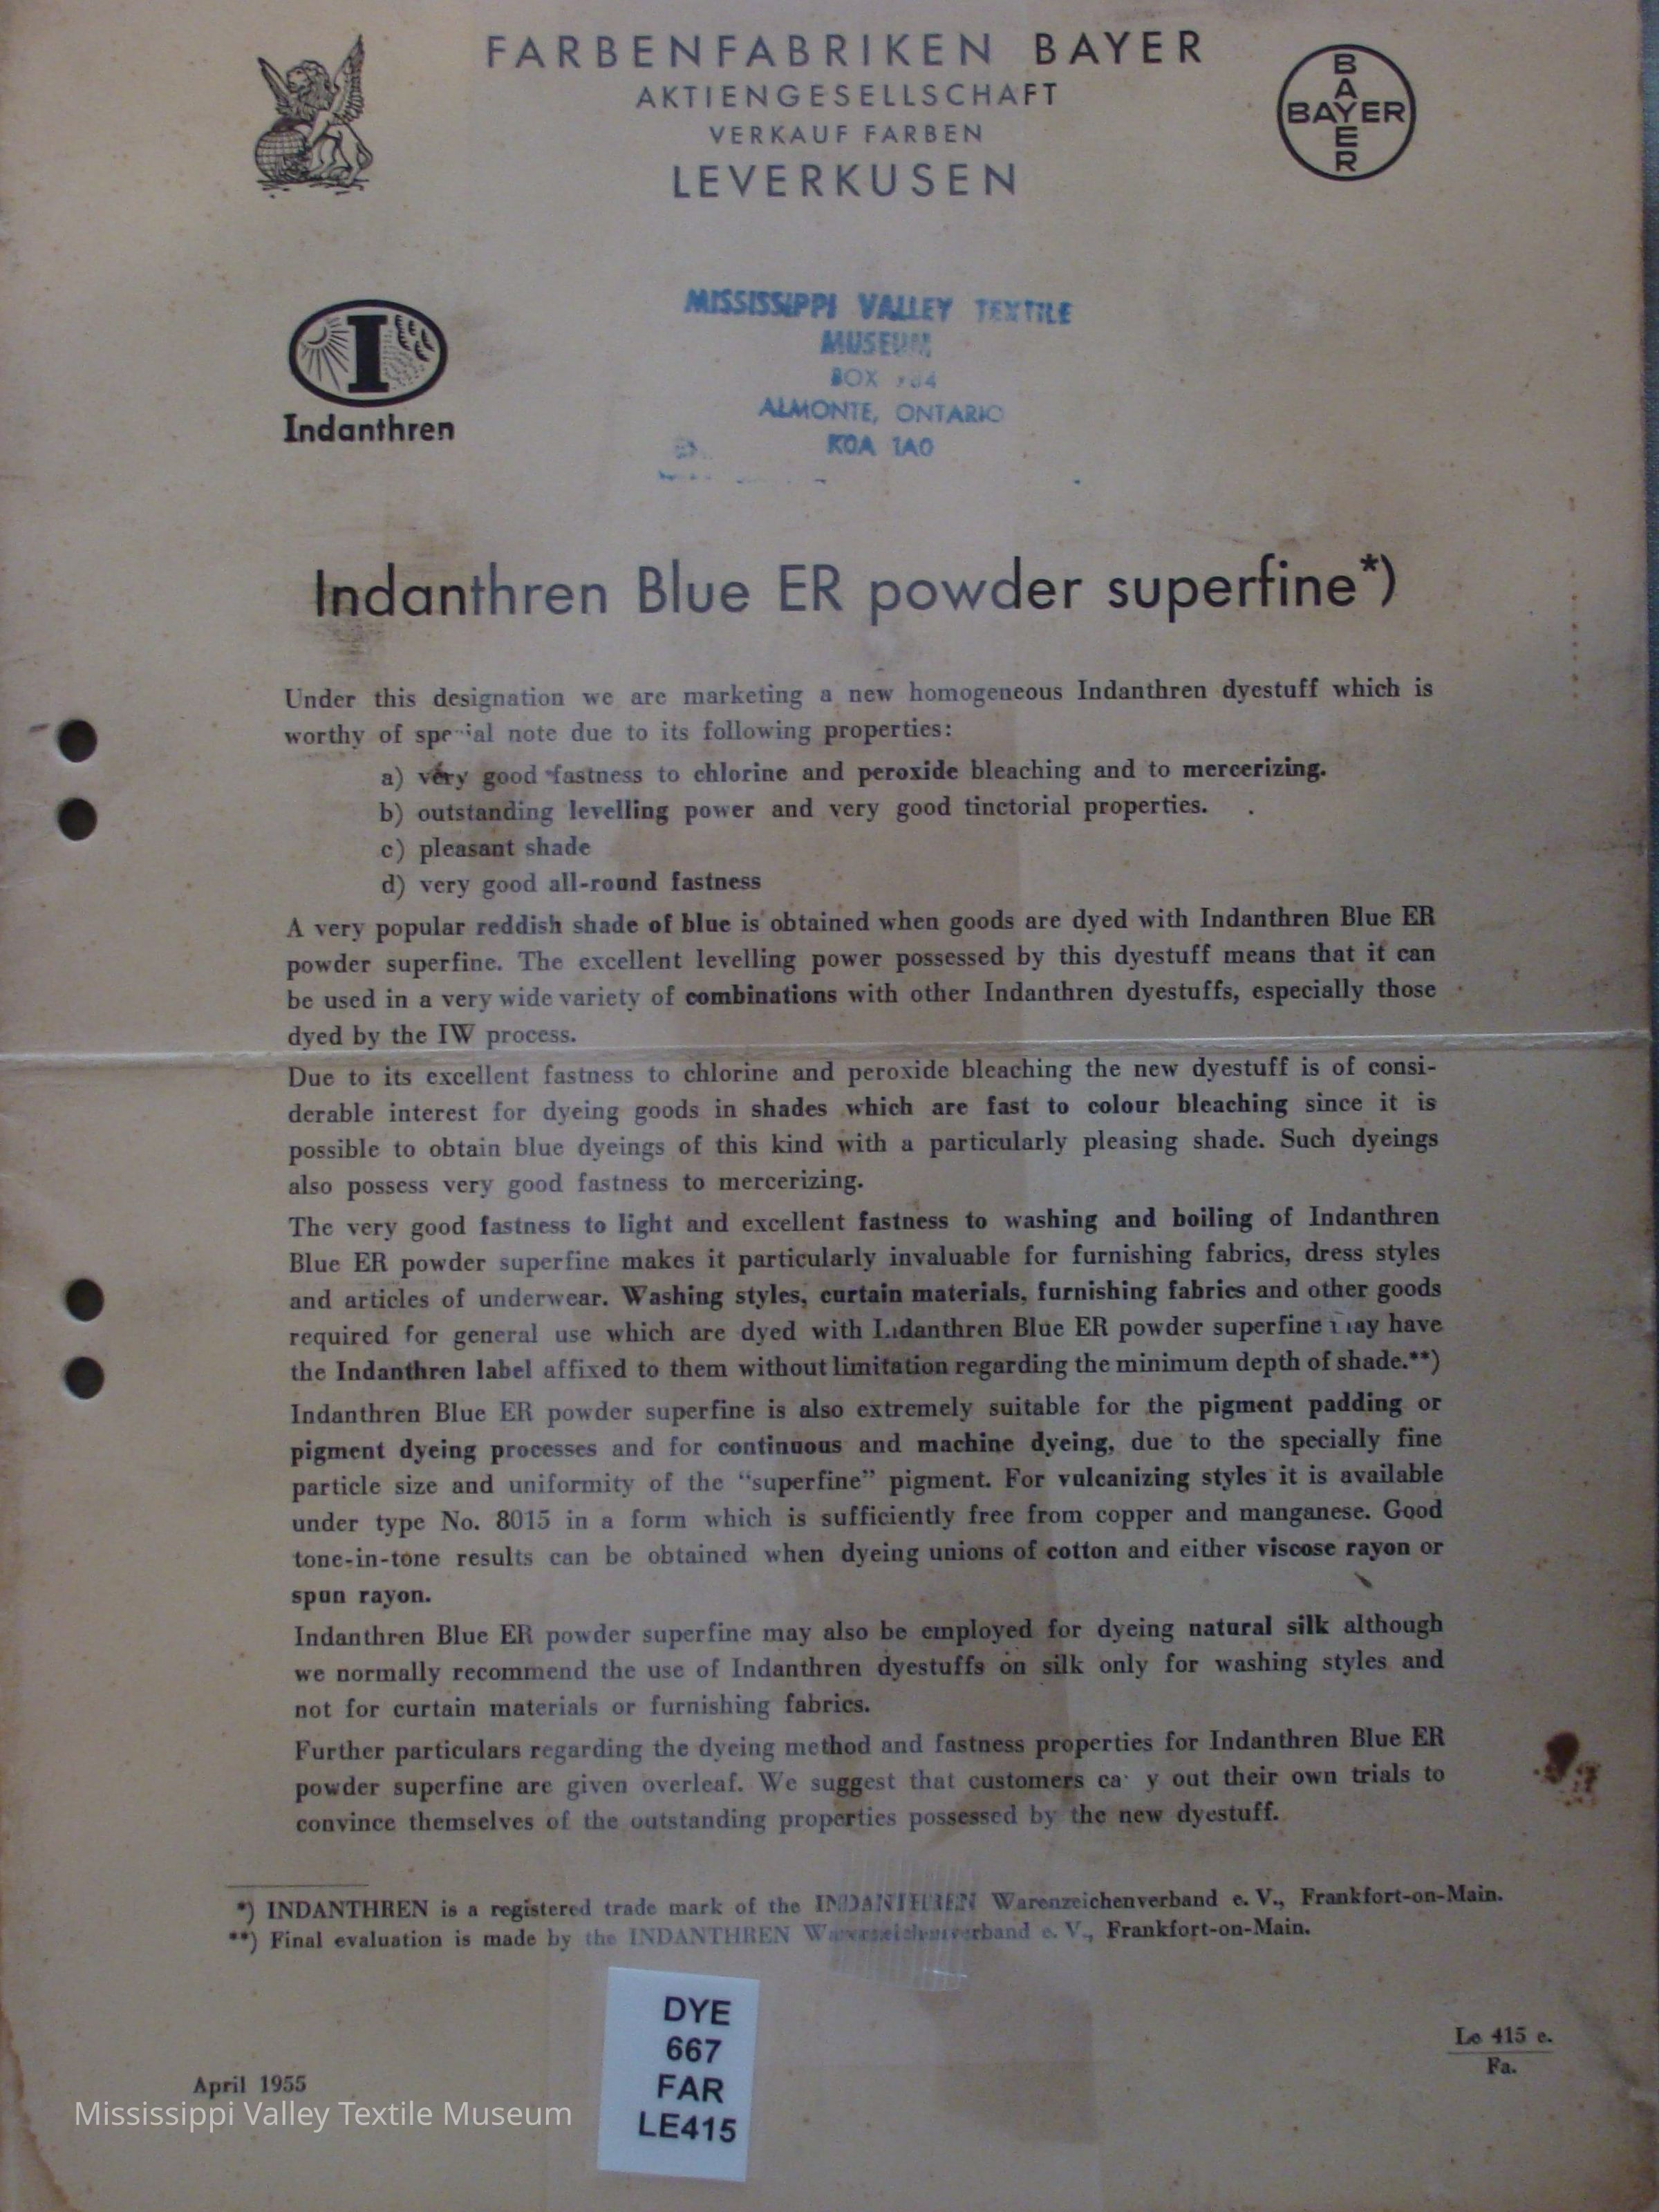 FARBENFABRIKEN BAYER
AKTIENGESELLSCHAFT
VERKAUF FARBEN
LEVERKUSEN
BAYER
BAYER
I
Indanthren
MISSISSIPPI VALLEY TEXTILE
MUSEUM
BOX
ALMONTE, ONTARIO
K0A 1A0
Indanthren Blue ER powder superfine*)
Under this designation we are marketing a new homogeneous Indanthren dyestuff which is
worthy of special note due to its following properties:
a) very good fastness to chlorine and peroxide bleaching and to mercerizing.
b) outstanding levelling power and very good tinctorial properties.
c) pleasant shade
d) very good all-round fastness
A very popular reddish shade of blue is obtained when goods are dyed with Indanthren Blue ER
powder superfine. The excellent levelling power possessed by this dyestuff means that it can
be used in a very wide variety of combinations with other Indanthren dyestuffs, especially those
dyed by the IW process.
Due to its excellent fastness to chlorine and peroxide bleaching the new dyestuff is of consi-
derable interest for dyeing goods in shades which are fast to colour bleaching since it is
possible to obtain blue dyeings of this kind with a particularly pleasing shade. Such dyeings
also possess very good fastness to mercerizing.
The very good fastness to light and excellent fastness to washing and boiling of Indanthren
Blue ER powder superfine makes it particularly invaluable for furnishing fabrics, dress styles
and articles of underwear. Washing styles, curtain materials, furnishing fabrics and other goods
required for general use which are dyed with Indanthren Blue ER powder superfine may have
the Indanthren label affixed to them without limitation regarding the minimum depth of shade.**)
Indanthren Blue ER powder superfine is also extremely suitable for the pigment padding or
pigment dyeing processes and for continuous and machine dyeing, due to the specially fine
particle size and uniformity of the “superfine” pigment. For vulcanizing styles it is available
under type No. 8015 in a form which is sufficiently free from copper and manganese. Good
tone-in-tone results can be obtained when dyeing unions of cotton and either viscose rayon or
spun rayon.
Indanthren Blue ER powder superfine may also be employed for dyeing natural silk although
we normally recommend the use of Indanthren dyestuffs on silk only for washing styles and
not for curtain materials or furnishing fabrics.
Further particulars regarding the dyeing method and fastness properties for Indanthren Blue ER
powder superfine are given overleaf. We suggest that customers carry out their own trials to
convince themselves of the outstanding properties possessed by the new dyestuff.
*) INDANTHREN is a registered trade mark of the INDANTHREN Warenzeichenverband e. V., Frankfort-on-Main.
**) Final evaluation is made by the INDANTHREN Warenzeichenverband e. V., Frankfort-on-Main.
DYE
667
FAR
LE415
Le 415 e.
Fa.
April 1955
Mississippi Valley Textile Museum